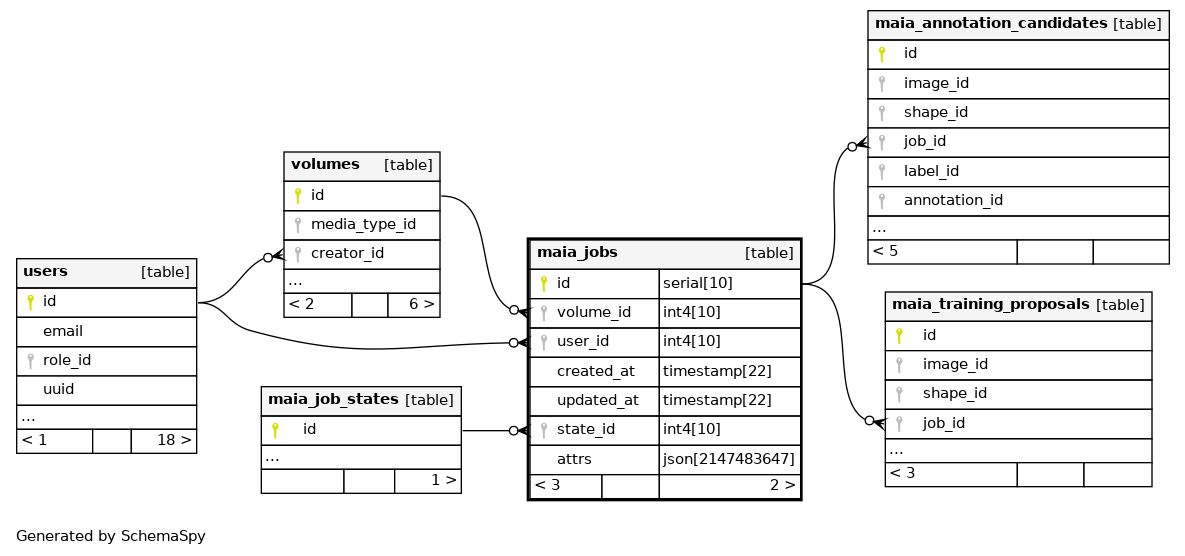 maia_annotation_candidates [table]
id
image_id
shape_id
job_id
label_id
annotation_id
...
< 5
volumes [table]
id
media_type_id
creator_id
...
< 2 6 >
users [table]
id
email
role_id
uuid
...
< 1 18 >
maia_jobs [table]
id serial[10]
volume_id int4[10]
user_id int4[10]
created_at timestamp[22]
updated_at timestamp[22]
state_id int4[10]
attrs json[2147483647]
< 3 2 >
maia_training_proposals [table]
id
image_id
shape_id
job_id
...
< 3
maia_job_states [table]
id
...
1 >
Generated by SchemaSpy